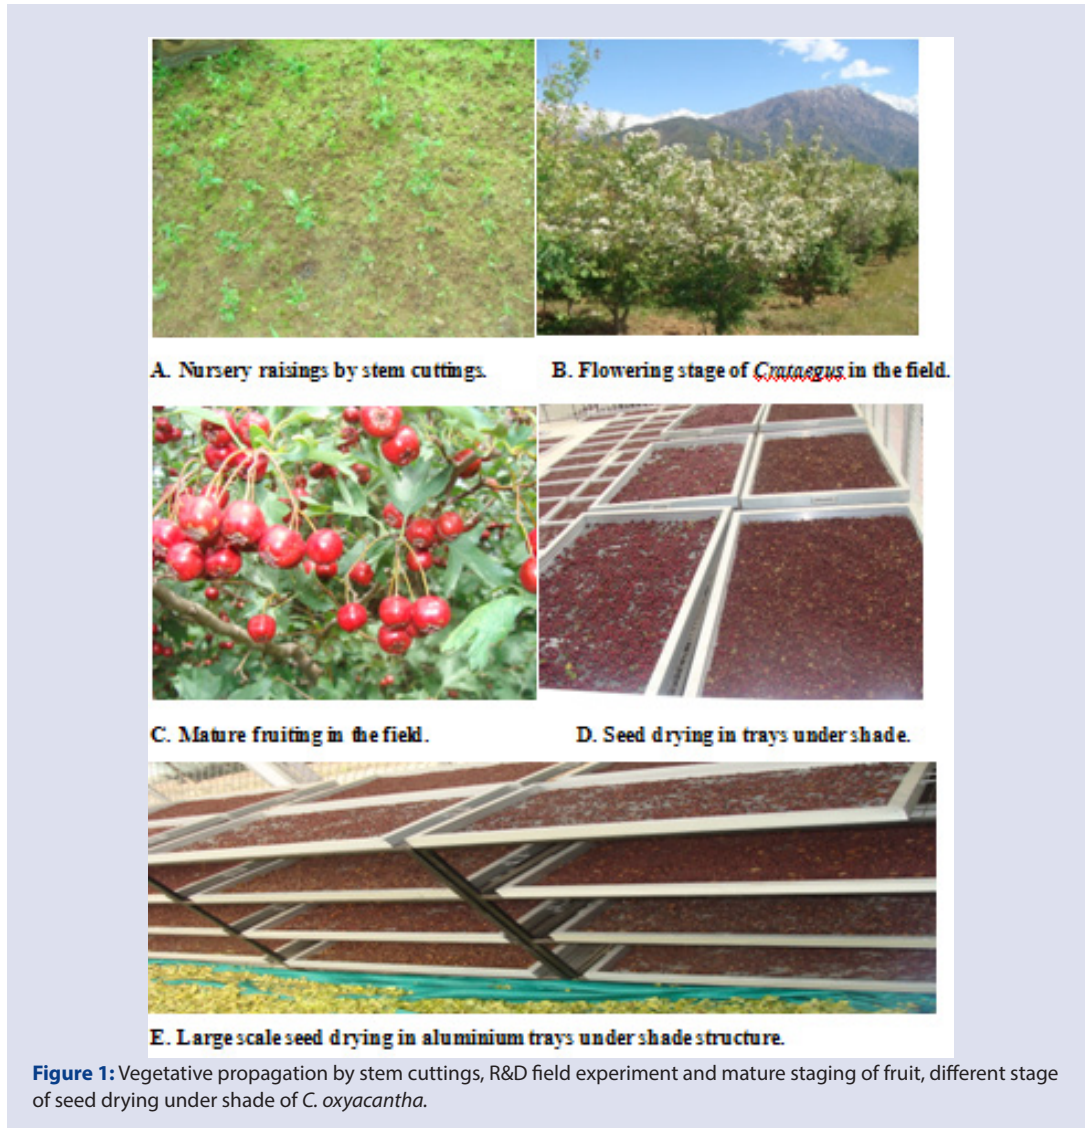 A. Nursery raisings by stem cuttings.
B. Flowering stage of Crataegus in the field.
C. Mature fruiting in the field.
D. Seed drying in trays under shade.
E. Large scale seed drying in aluminium trays under shade structure.
Figure 1: Vegetative propagation by stem cuttings, R&D field experiment and mature staging of fruit, different stage
of seed drying under shade of C. oxyacantha.